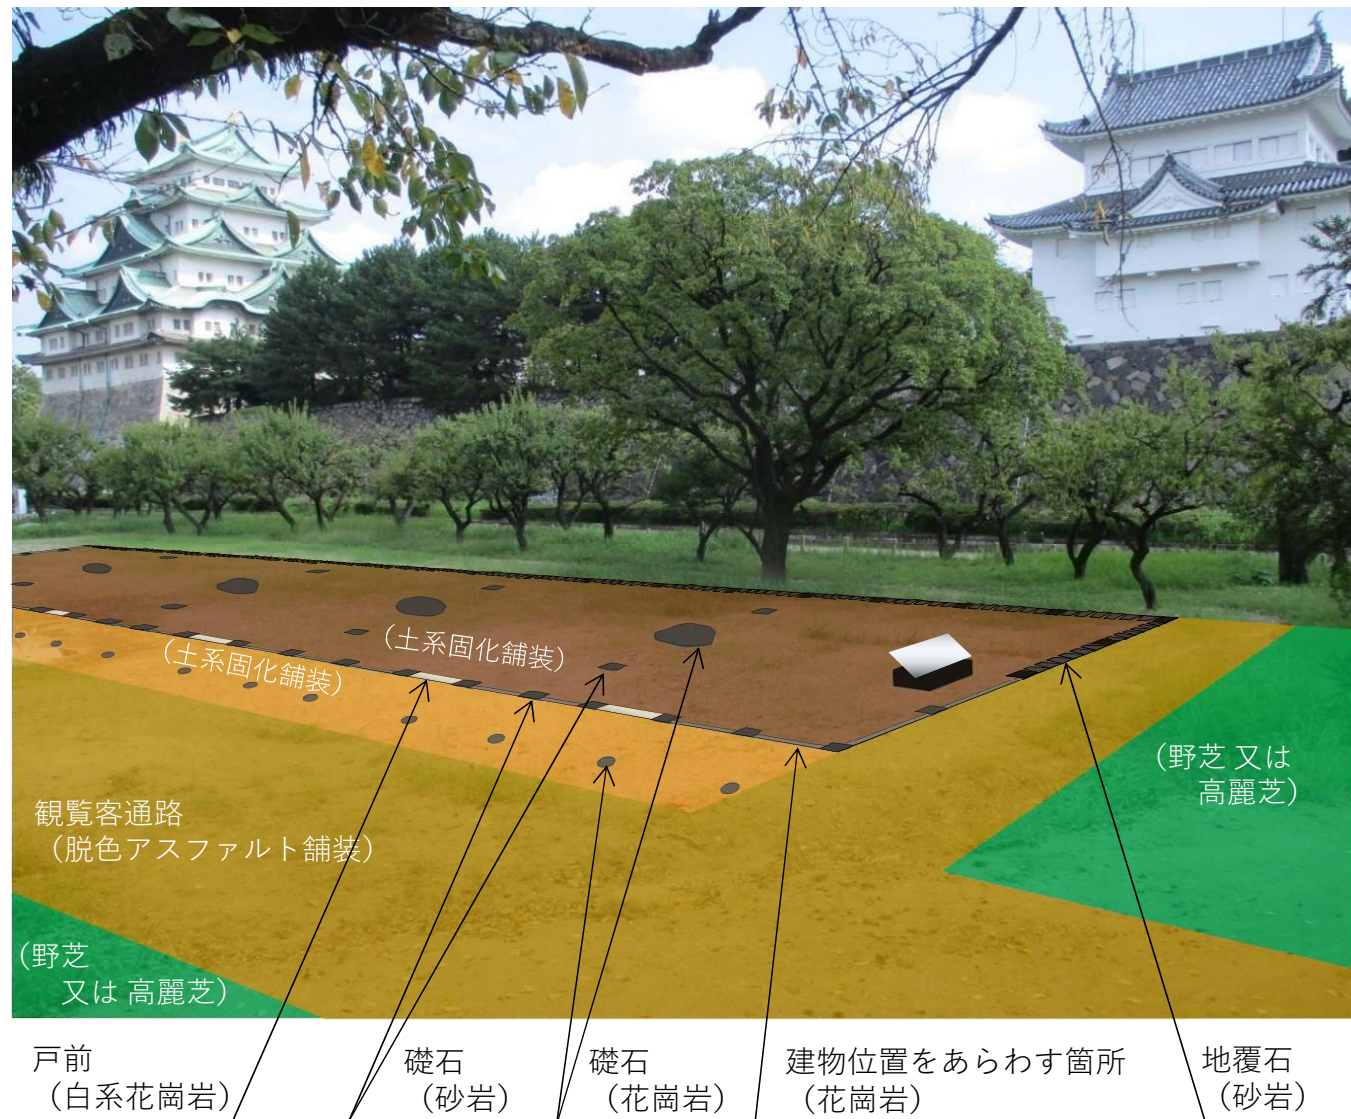 （土系固化舗装）
（土系固化舗装）
（野芝 又は
高麗芝）
観覧客通路
（脱色アスファルト舗装）
（野芝
又は 高麗芝）
戸前
（白系花崗岩）
礎石
（砂岩）
礎石
（花崗岩）
建物位置をあらわす箇所
（花崗岩）
地覆石
（砂岩）